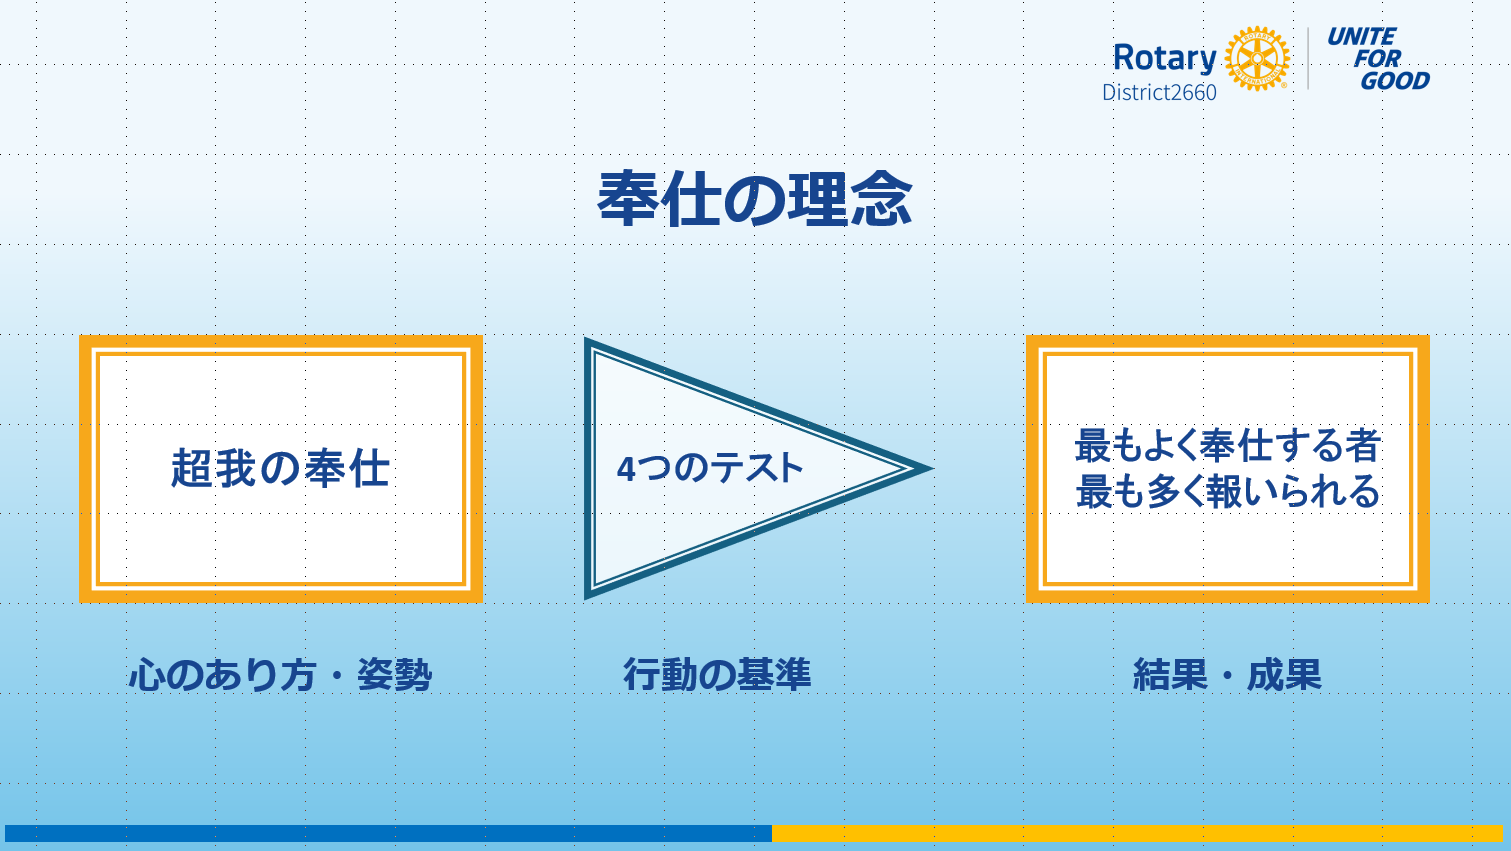 Rotary
District2660
ROTARY
INTERNATIONAL
UNITE
FOR
GOOD
奉仕の理念
超我の奉仕
4つのテスト
最もよく奉仕する者
最も多く報いられる
心のあり方・姿勢
行動の基準
結果・成果